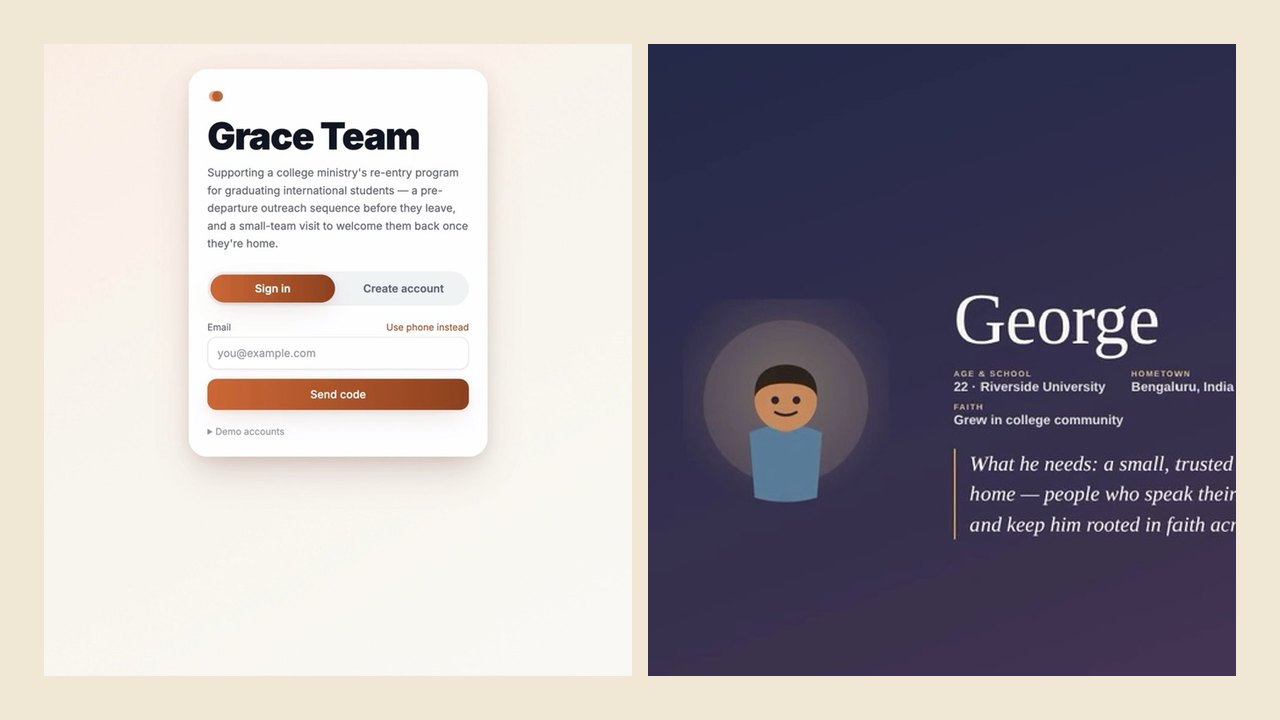 Grace Team
Supporting a college ministry's re-entry program
for graduating international students — a pre-
departure outreach sequence before they leave,
and a small-team visit to welcome them back once
they're home.
Sign in
Create account
Email
Use phone instead
you@example.com
Send code
Demo accounts
George
AGE & SCHOOL
22 · Riverside University
HOMETOWN
Bengaluru, India
FAITH
Grew in college community
What he needs: a small, trusted
home — people who speak their
and keep him rooted in faith